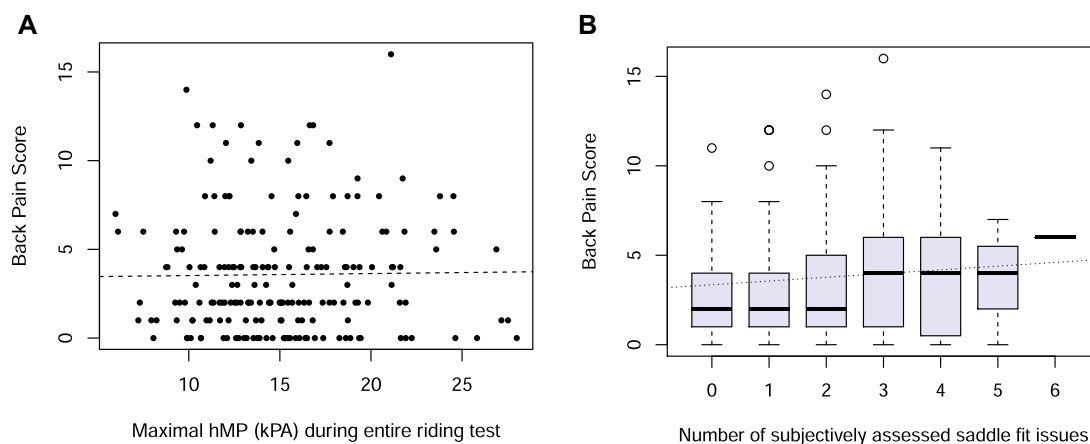 A
Back Pain Score
15
10
5
0
10 15 20 25
Maximal hMP (kPA) during entire riding test
B
Back Pain Score
15
10
5
0
0 1 2 3 4 5 6
Number of subjectively assessed saddle fit issues